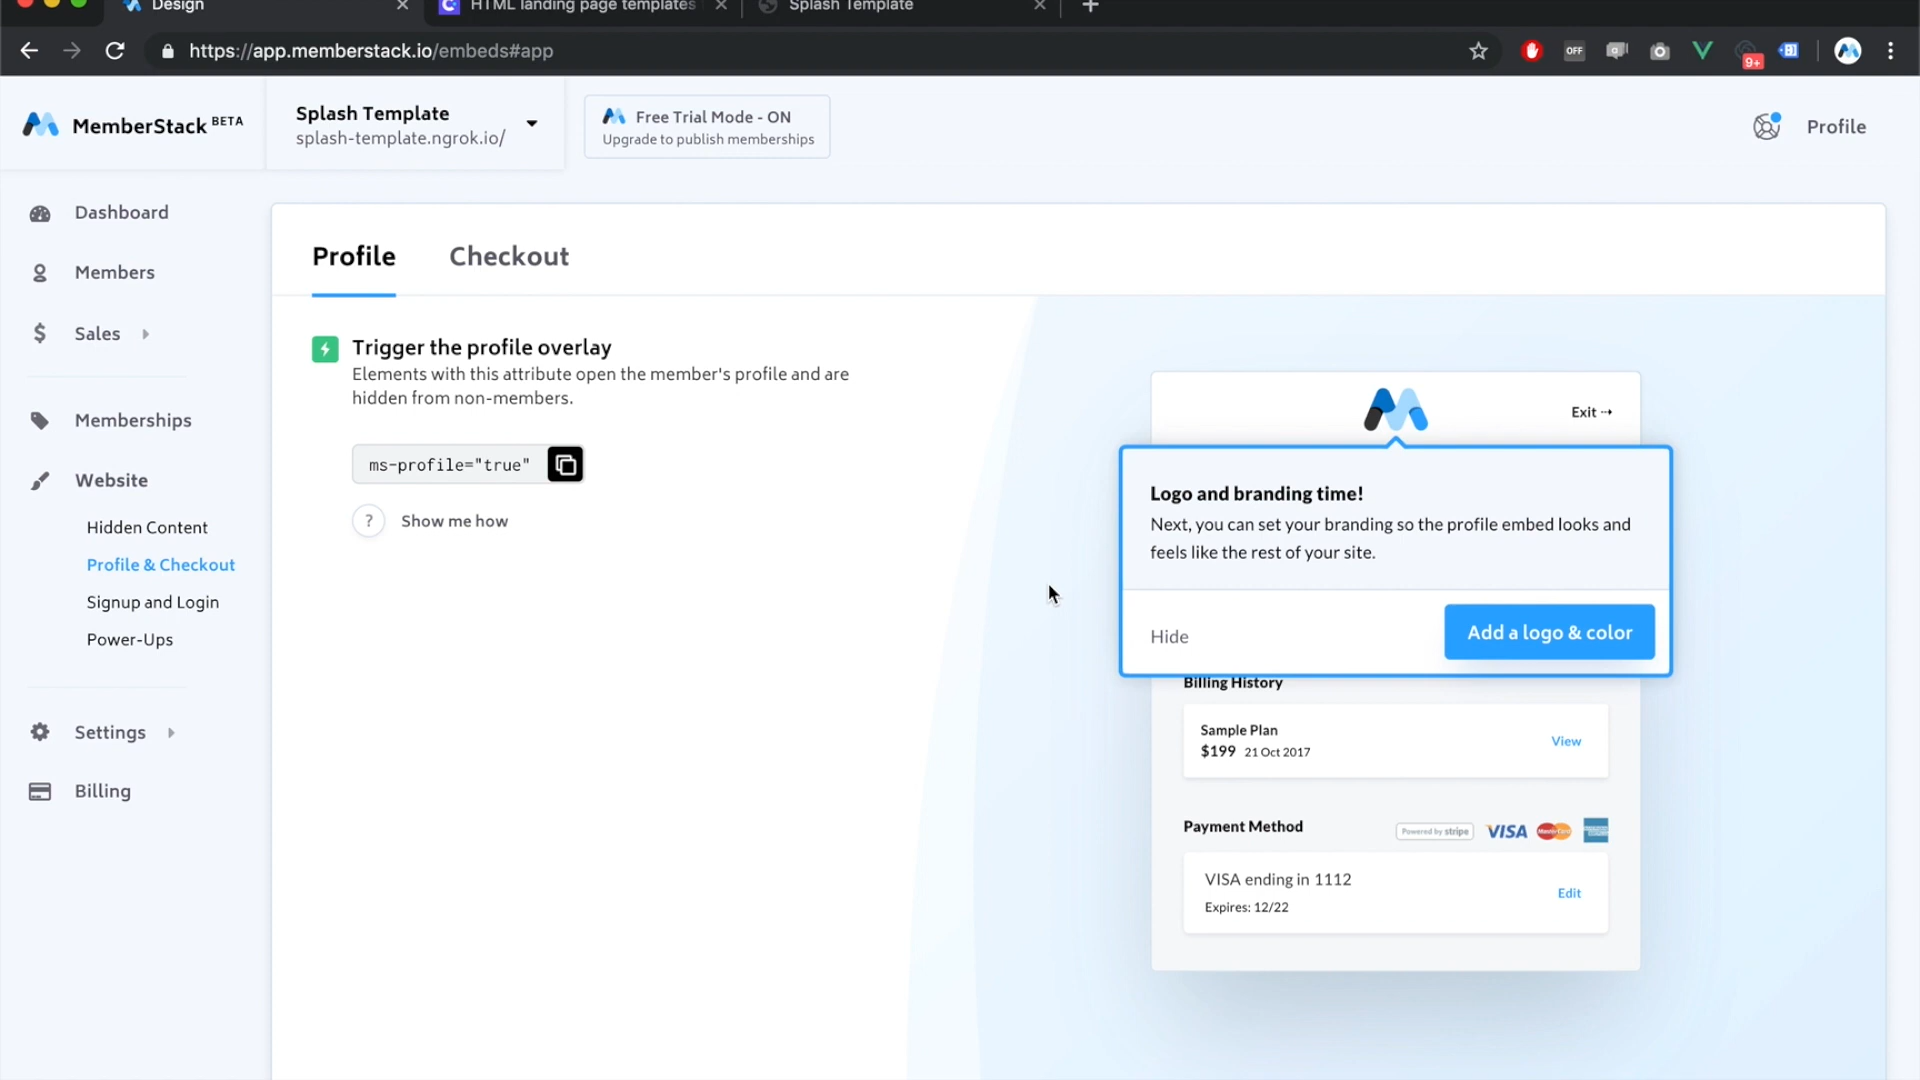 Design
HTML landing page templates
Splash Template
https://app.memberstack.io/embeds#app
OFF
9+
MemberStack BETA
Splash Template
splash-template.ngrok.io/
Free Trial Mode - ON
Upgrade to publish memberships
Profile
Dashboard
Members
Sales
Memberships
Website
Hidden Content
Profile & Checkout
Signup and Login
Power-Ups
Settings
Billing
Profile
Checkout
Trigger the profile overlay
Elements with this attribute open the member's profile and are
hidden from non-members.
ms-profile="true"
? Show me how
Exit →
Logo and branding time!
Next, you can set your branding so the profile embed looks and
feels like the rest of your site.
Hide
Add a logo & color
Billing History
Sample Plan
$199 21 Oct 2017
View
Payment Method
Powered by stripe
VISA
MasterCard
VISA ending in 1112
Expires: 12/22
Edit